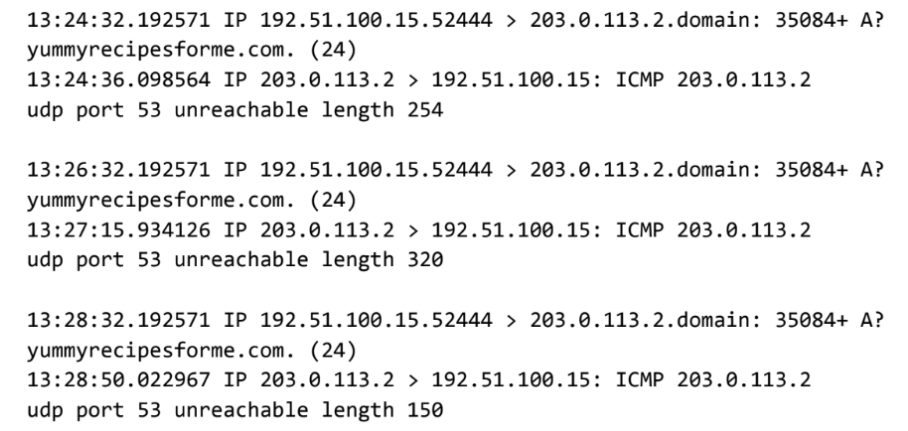 13:24:32.192571 IP 192.51.100.15.52444 > 203.0.113.2.domain: 35084+ A?
yummyrecipesforme.com. (24)
13:24:36.098564 IP 203.0.113.2 > 192.51.100.15: ICMP 203.0.113.2
udp port 53 unreachable length 254
13:26:32.192571 IP 192.51.100.15.52444 > 203.0.113.2.domain: 35084+ A?
yummyrecipesforme.com. (24)
13:27:15.934126 IP 203.0.113.2 > 192.51.100.15: ICMP 203.0.113.2
udp port 53 unreachable length 320
13:28:32.192571 IP 192.51.100.15.52444 > 203.0.113.2.domain: 35084+ A?
yummyrecipesforme.com. (24)
13:28:50.022967 IP 203.0.113.2 > 192.51.100.15: ICMP 203.0.113.2
udp port 53 unreachable length 150